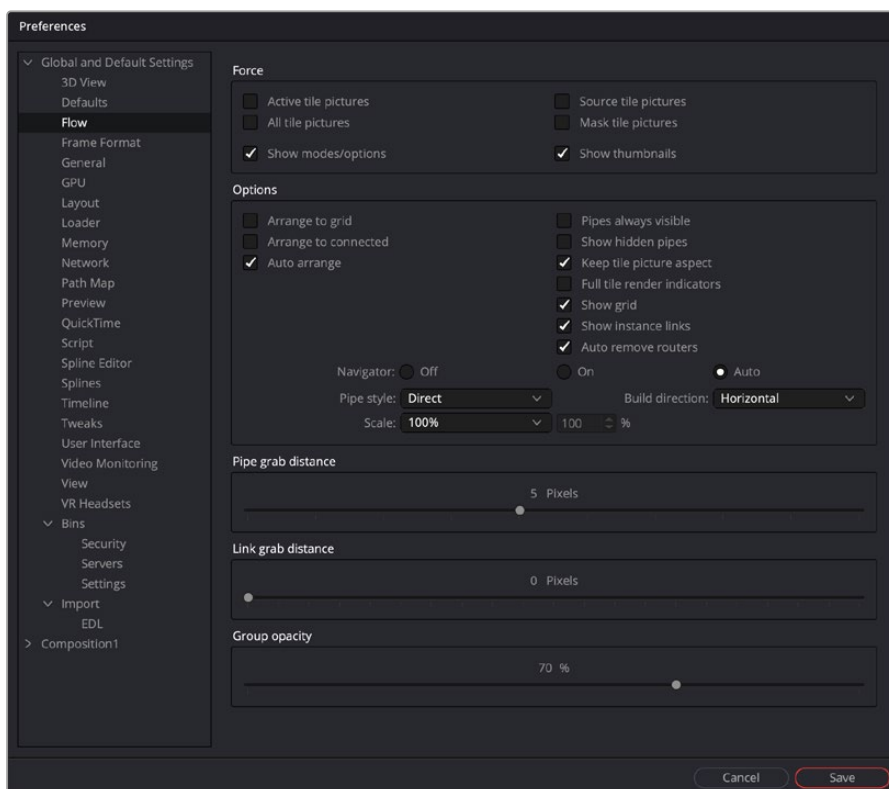 Preferences
Global and Default Settings
3D View
Defaults
Flow
Frame Format
General
GPU
Layout
Loader
Memory
Network
Path Map
Preview
QuickTime
Script
Spline Editor
Splines
Timeline
Tweaks
User Interface
Video Monitoring
View
VR Headsets
Bins
Security
Servers
Settings
Import
EDL
Composition1
Force
Active tile pictures Source tile pictures
All tile pictures Mask tile pictures
Show modes/options Show thumbnails
Options
Arrange to grid Pipes always visible
Arrange to connected Show hidden pipes
Auto arrange Keep tile picture aspect
Full tile render indicators
Show grid
Show instance links
Auto remove routers
Navigator: Off On Auto
Pipe style: Direct Build direction: Horizontal
Scale: 100% 100 %
Pipe grab distance
5 Pixels
Link grab distance
0 Pixels
Group opacity
70 %
Cancel Save